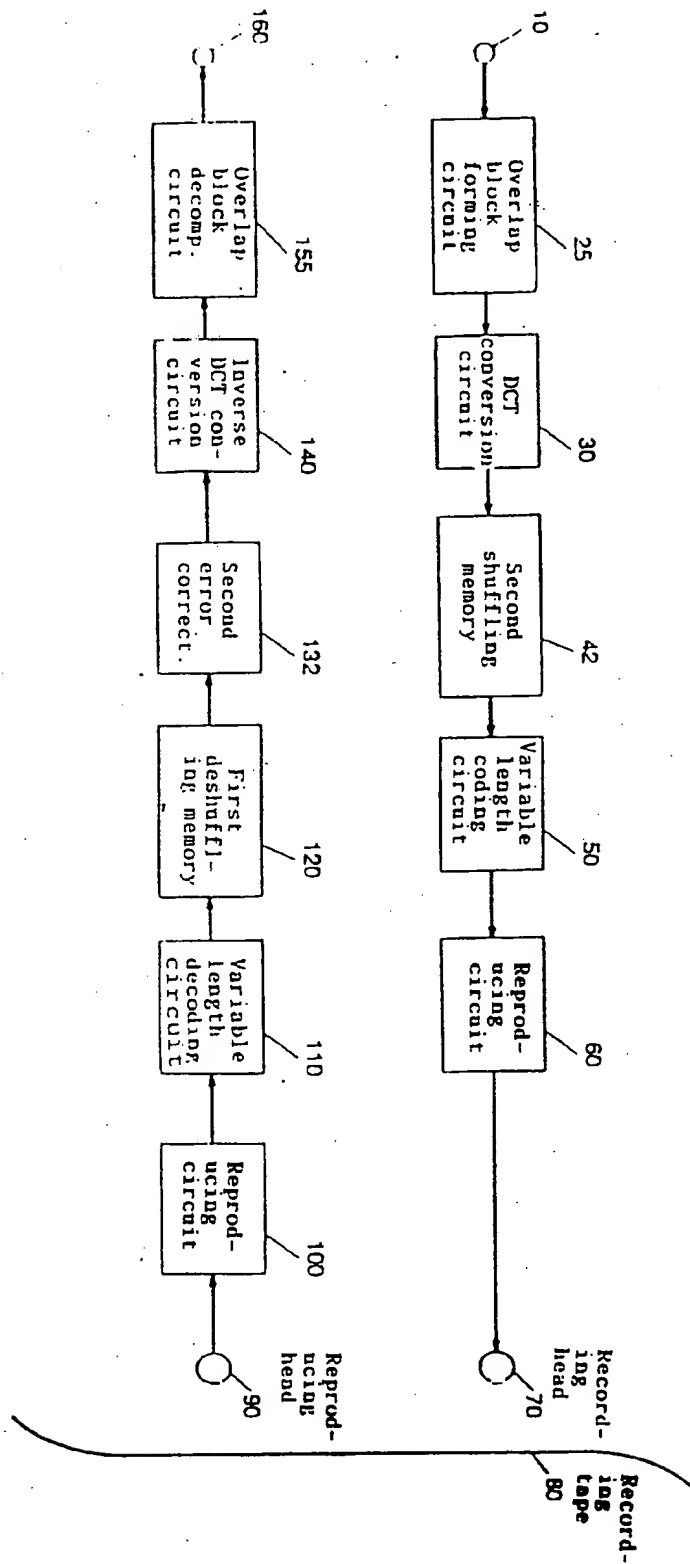 10
Overlap
block
forming
circuit
25
DCT
conversion
circuit
30
Second
shuffling
memory
42
Variable
length
coding
circuit
50
Reprod-
ucing
circuit
60
Record-
ing
head
70
Record-
ing
tape
80
160
Overlap
block
decomp.
circuit
155
Inverse
DCT con-
version
circuit
140
Second
error
correct.
132
First
deshuffl-
ing memory
120
Variable
length
decoding
circuit
110
Reprod-
ucing
circuit
100
Reprod-
ucing
head
90